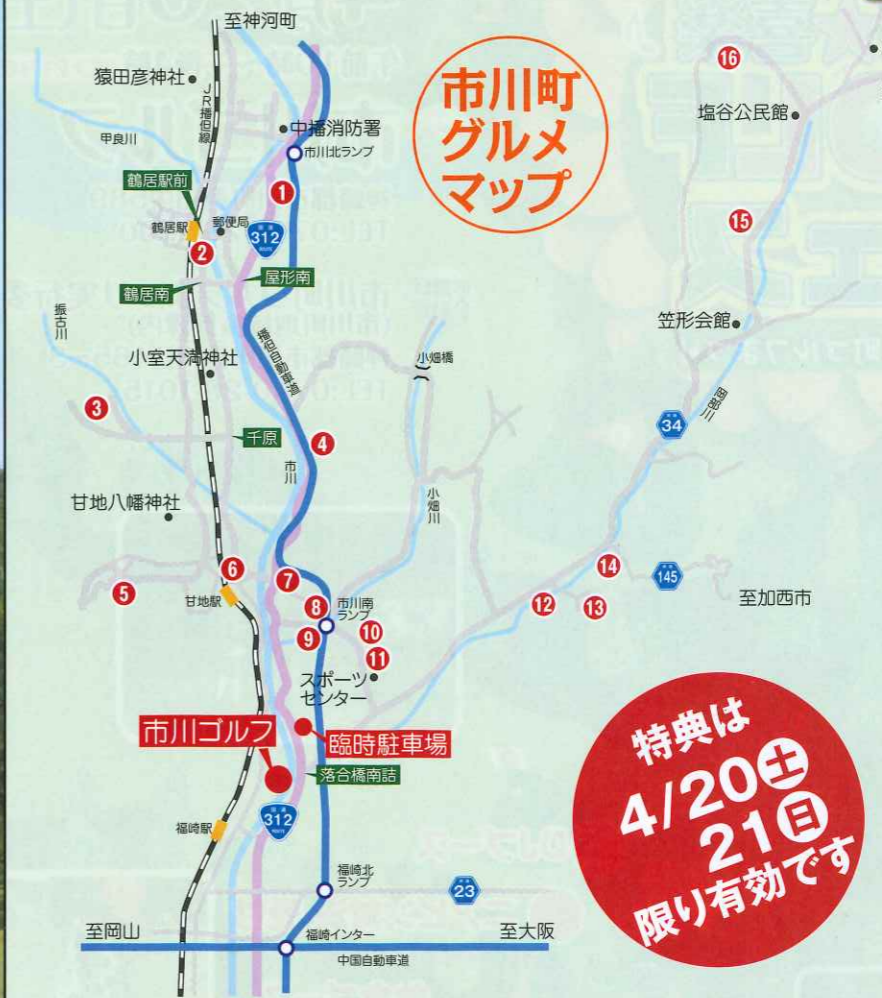 至神河町
猿田彦神社
JR播但線
中播消防署
甲良川
市川北ランプ
市川町
グルメ
マップ
16
塩谷公民館
鶴居駅前
1
鶴居駅
郵便局
2
国道
312
ROUTE
15
鶴居南
屋形南
振古川
播但自動車道
笠形会館
小室天満神社
小畑橋
岡部川
3
千原
4
34
市川
小畑川
甘地八幡神社
5
6
甘地駅
7
8
市川南
ランプ
9
10
11
12
13
14
145
至加西市
スポーツ
センター
市川ゴルフ
臨時駐車場
落合橋南詰
国道
312
ROUTE
福崎駅
福崎北
ランプ
23
至岡山
福崎インター
至大阪
中国自動車道
特典は
4/20土
21日
限り有効です